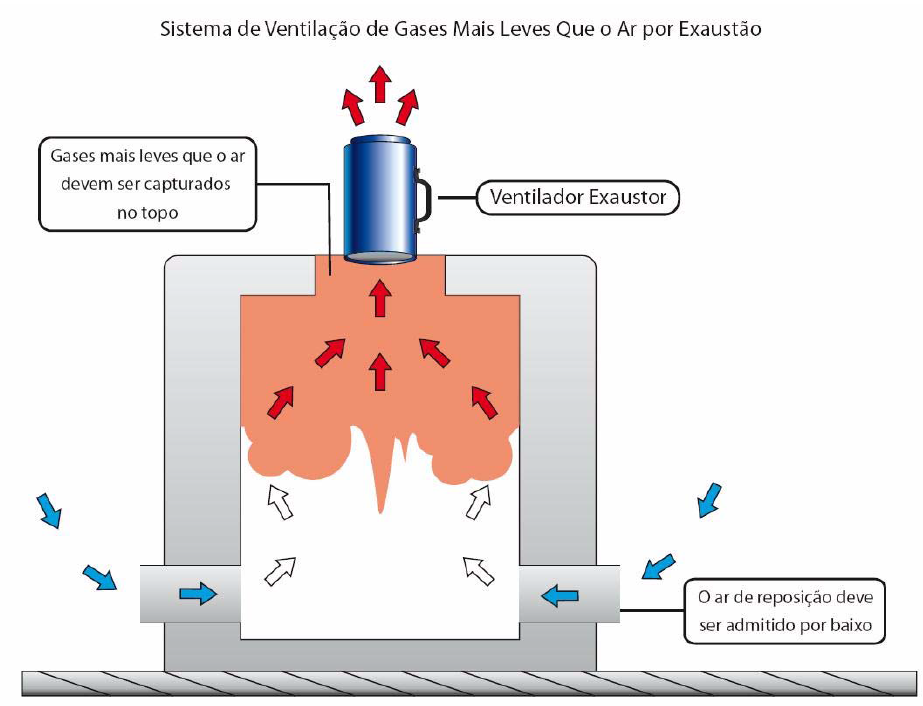 Sistema de Ventilação de Gases Mais Leves Que o Ar por Exaustão
Gases mais leves que o ar
devem ser capturados
no topo
Ventilador Exaustor
O ar de reposição deve
ser admitido por baixo